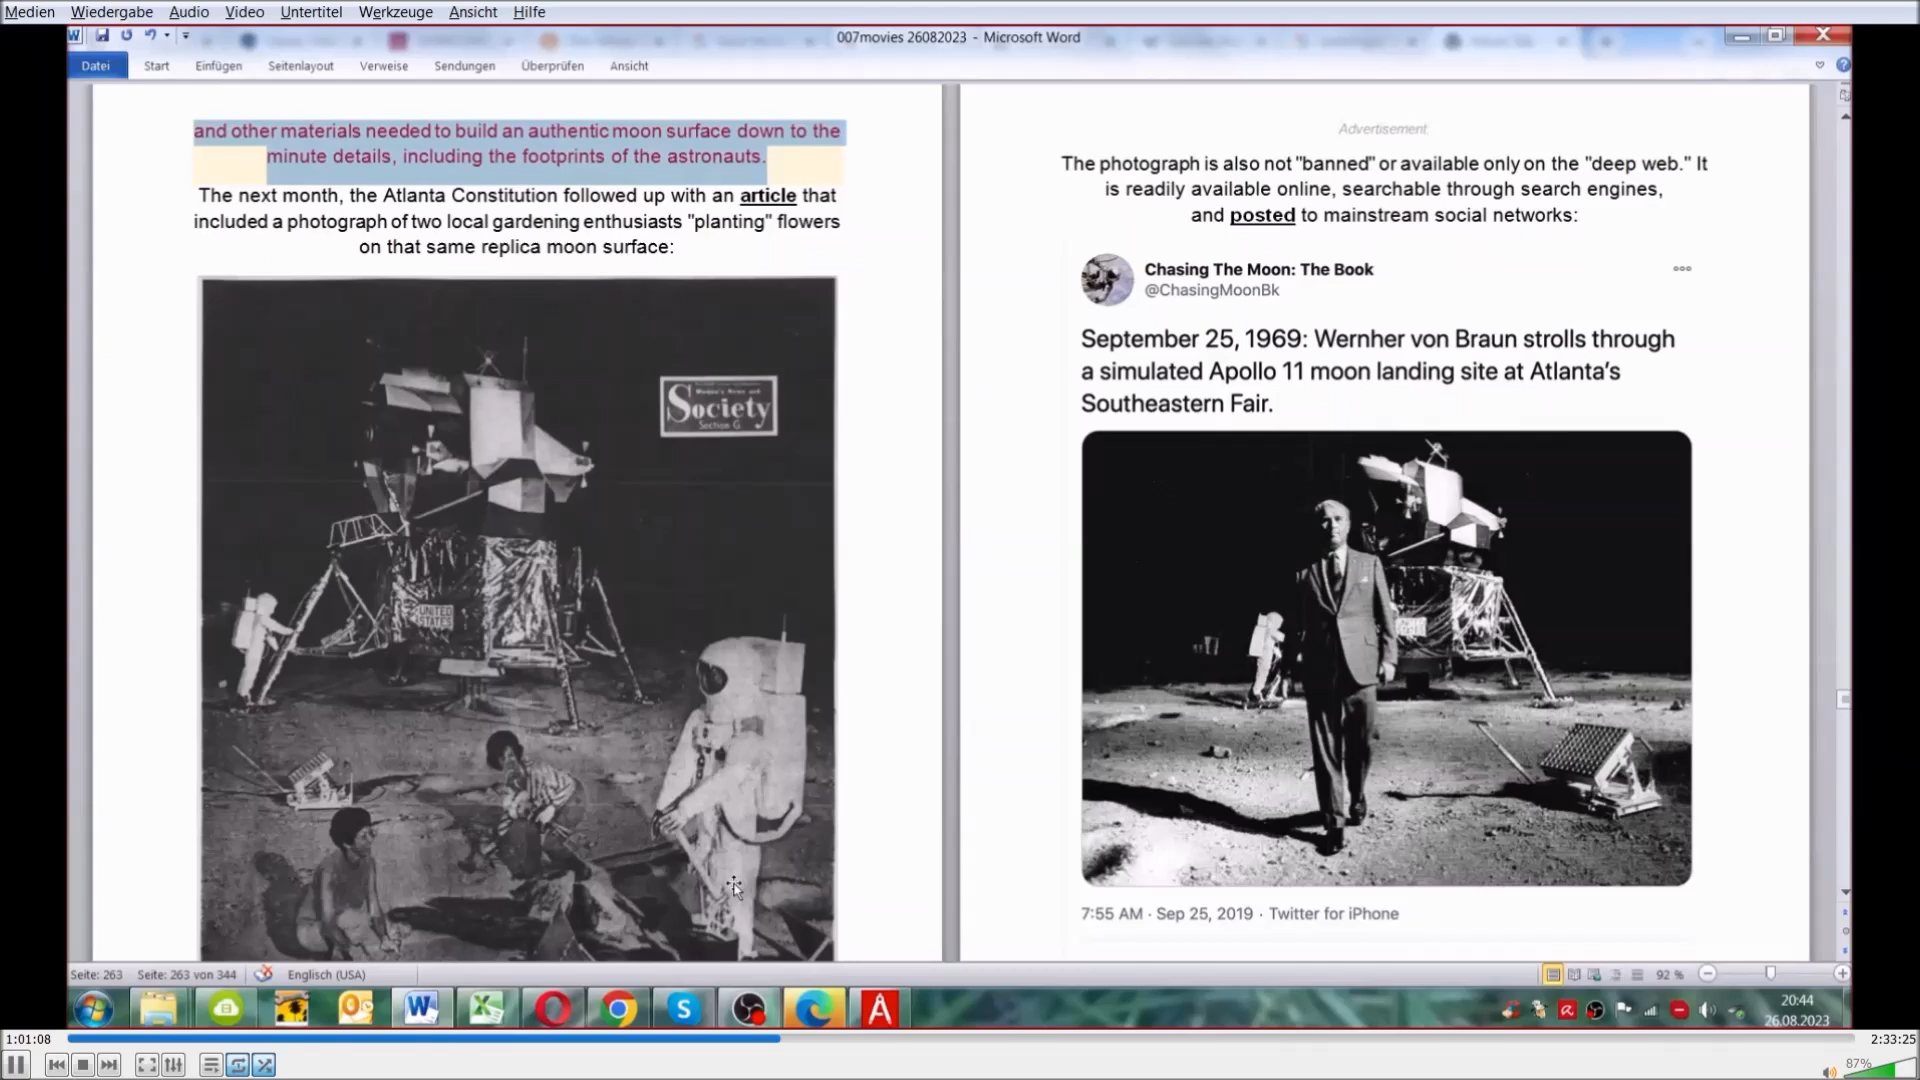 Medien Wiedergabe Audio Video Untertitel Werkzeuge Ansicht Hilfe
007movies 26082023 - Microsoft Word
Datei Start Einfügen Seitenlayout Verweise Sendungen Überprüfen Ansicht
and other materials needed to build an authentic moon surface down to the
minute details, including the footprints of the astronauts.
The next month, the Atlanta Constitution followed up with an article that
included a photograph of two local gardening enthusiasts "planting" flowers
on that same replica moon surface:
Society
Section G
UNITED
STATES
Advertisement
The photograph is also not "banned" or available only on the "deep web." It
is readily available online, searchable through search engines,
and posted to mainstream social networks:
Chasing The Moon: The Book
@ChasingMoonBk
September 25, 1969: Wernher von Braun strolls through
a simulated Apollo 11 moon landing site at Atlanta’s
Southeastern Fair.
7:55 AM · Sep 25, 2019 · Twitter for iPhone
Seite: 263 Seite: 263 von 344 Englisch (USA) 92 %
20:44
26.08.2023
1:01:08 2:33:25
87%